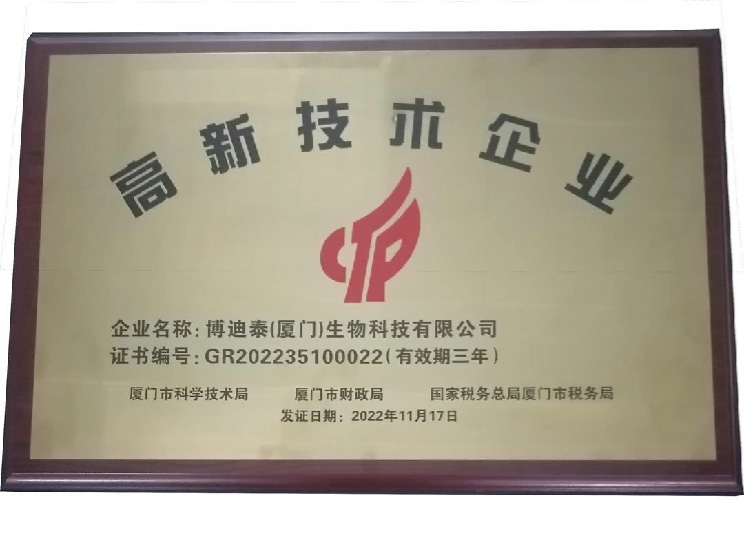 高新技术企业
企业名称：博迪泰(厦门)生物科技有限公司
证书编号：GR202235100022(有效期三年)
厦门市科学技术局 厦门市财政局 国家税务总局厦门市税务局
发证日期：2022年11月17日